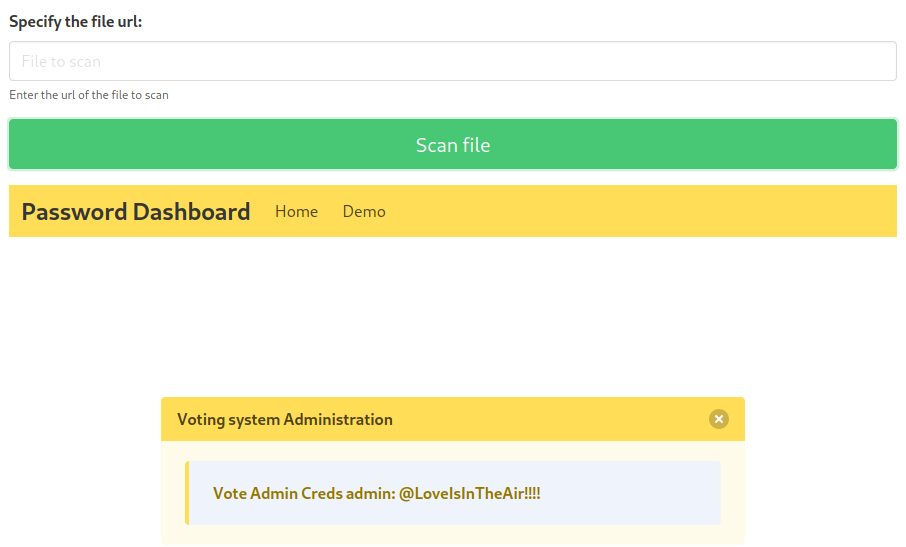 Specify the file url:
File to scan
Enter the url of the file to scan
Scan file
Password Dashboard Home Demo
Voting system Administration
Vote Admin Creds admin: @LoveIsInTheAir!!!!